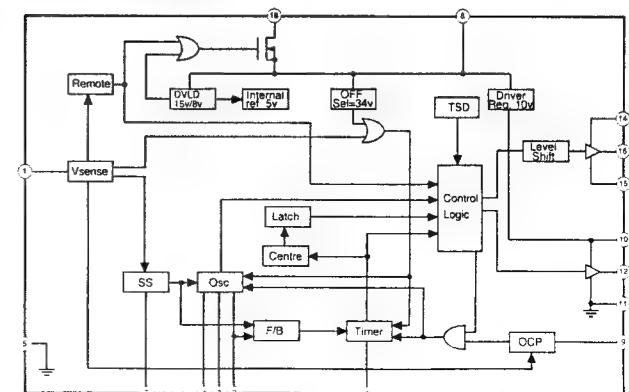 18
8
Remote
OVLD
15v/8v
Internal
ref 5v
OFF
Sel=34v
TSD
Driver
Reg. 10v
14
Level
Shift
16
1
Vsense
15
Control
Logic
Latch
10
Centre
12
SS
Osc
11
F/B
Timer
5
OCP
9